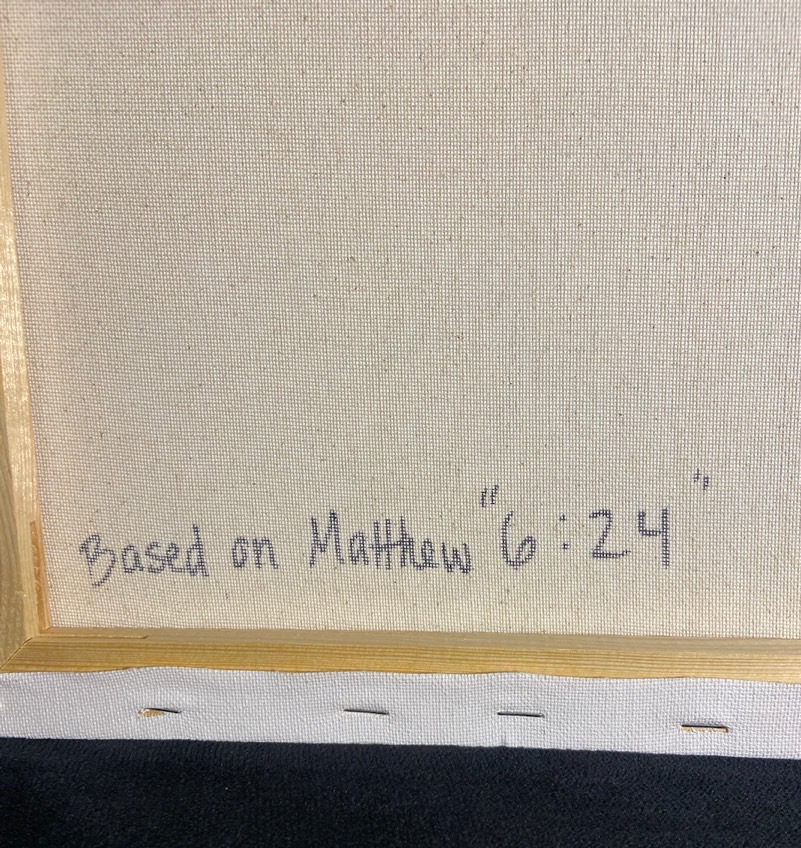 Based on Matthew "6:24"